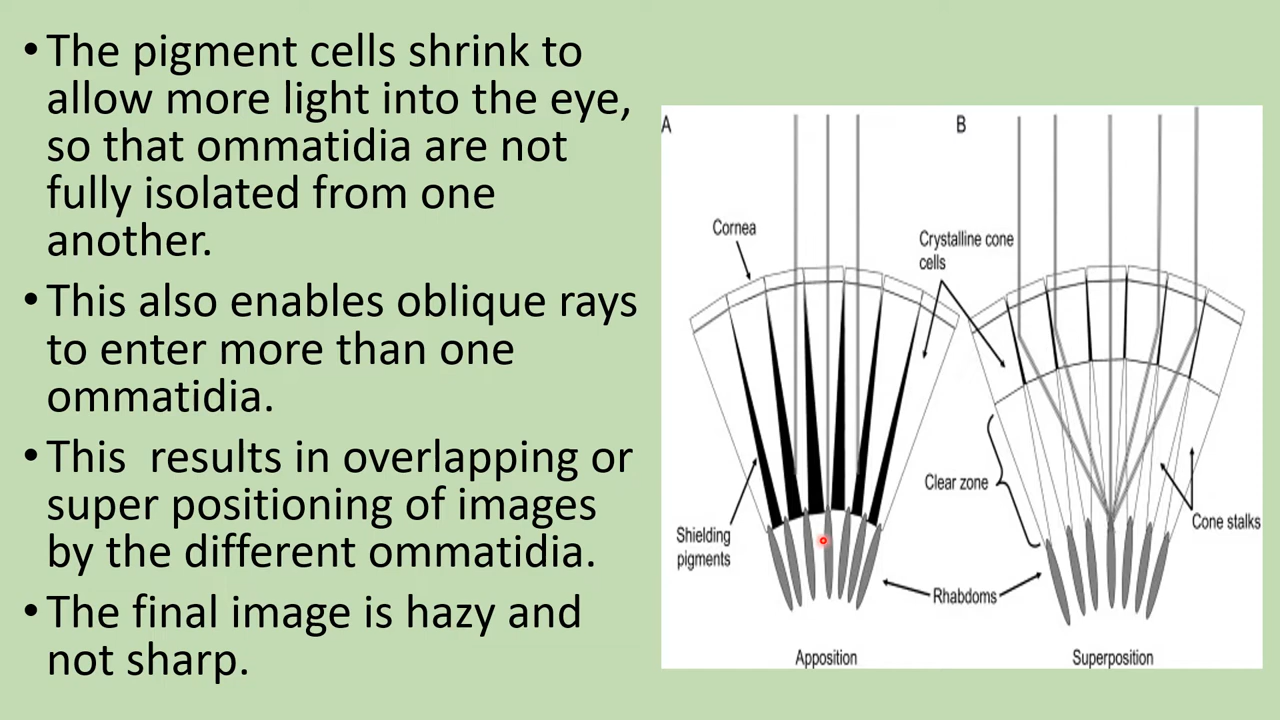 • The pigment cells shrink to
allow more light into the eye,
so that ommatidia are not
fully isolated from one
another.
• This also enables oblique rays
to enter more than one
ommatidia.
• This  results in overlapping or
super positioning of images
by the different ommatidia.
• The final image is hazy and
not sharp.
A
B
Cornea
Crystalline cone
cells
Clear zone
Shielding
pigments
Cone stalks
Rhabdoms
Apposition
Superposition